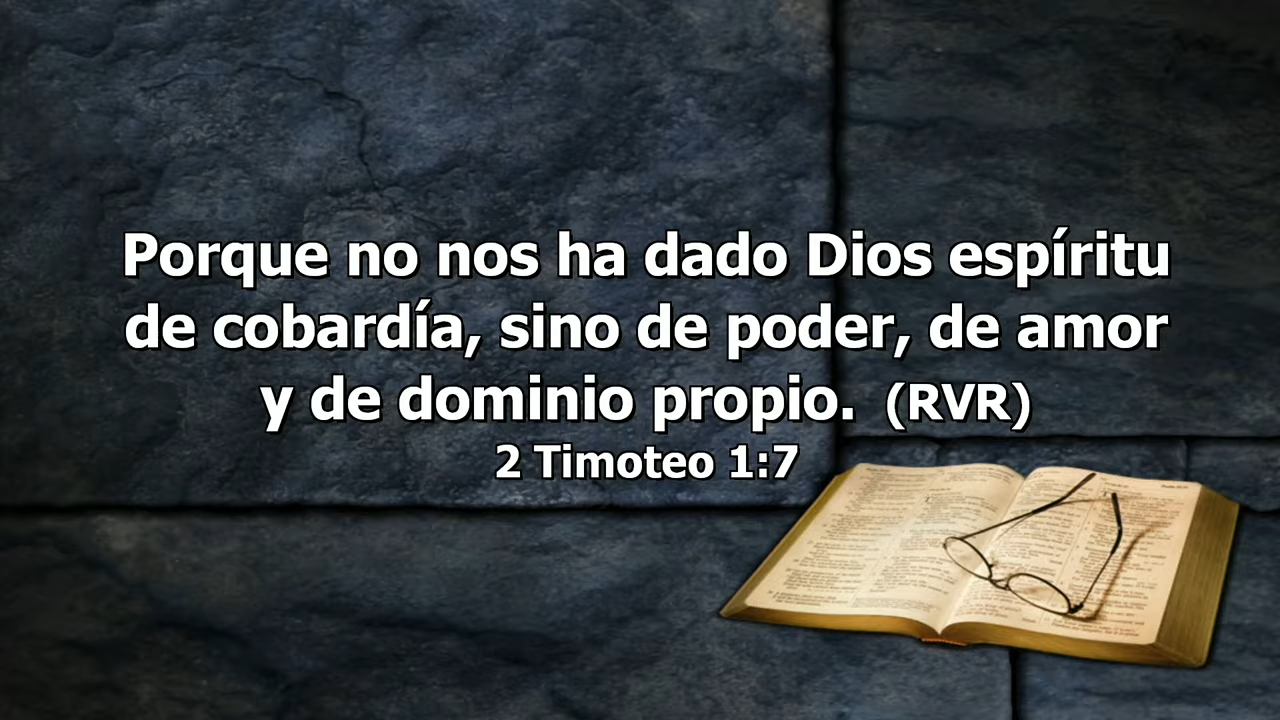 Porque no nos ha dado Dios espíritu
de cobardía, sino de poder, de amor
y de dominio propio. (RVR)
2 Timoteo 1:7